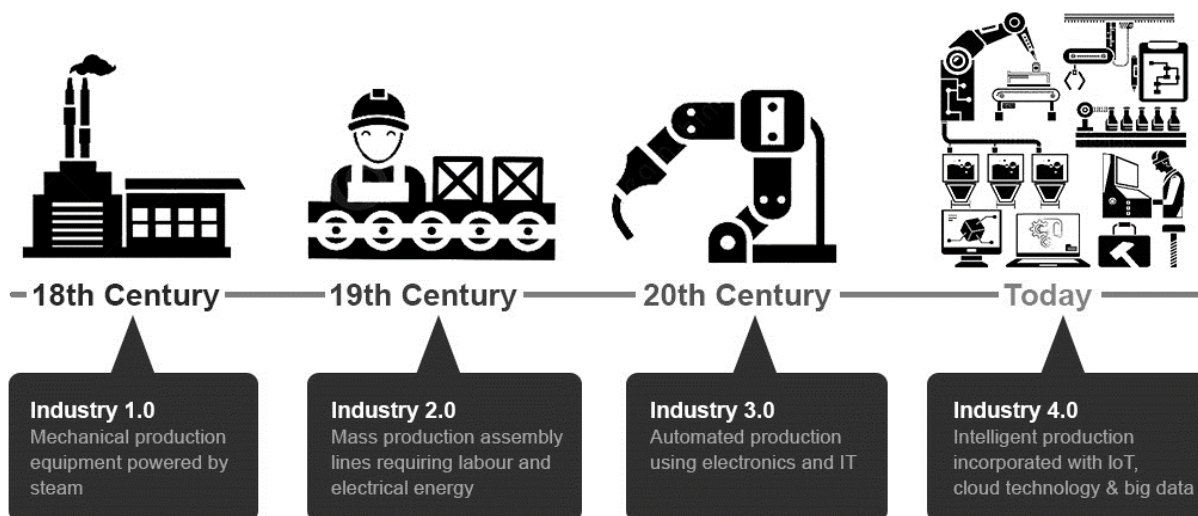 18th Century
19th Century
20th Century
Today
Industry 1.0
Mechanical production
equipment powered by
steam
Industry 2.0
Mass production assembly
lines requiring labour and
electrical energy
Industry 3.0
Automated production
using electronics and IT
Industry 4.0
Intelligent production
incorporated with IoT,
cloud technology & big data